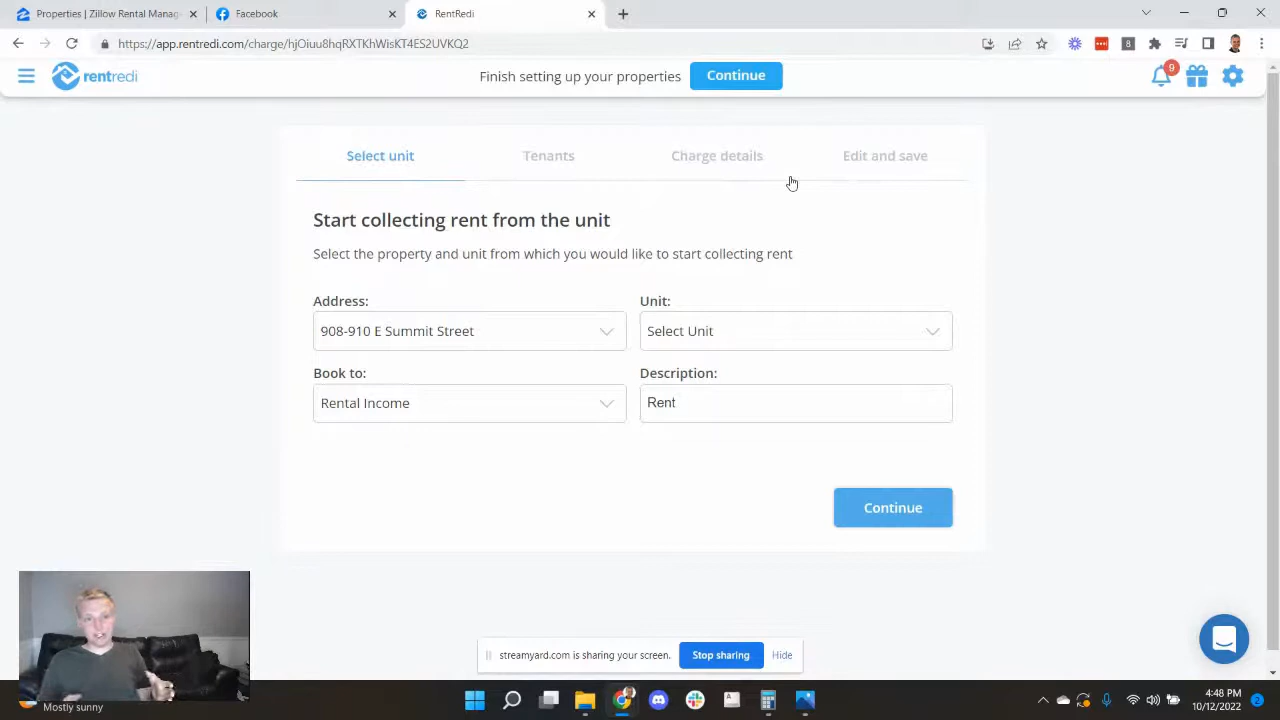 Properties | Zillow Rental Manag
Facebook
RentRedi
https://app.rentredi.com/charge/hjOiuu8hqRXTKhWisKT4ES2UVKQ2
8
rentredi
Finish setting up your properties
Continue
9
Select unit
Tenants
Charge details
Edit and save
Start collecting rent from the unit
Select the property and unit from which you would like to start collecting rent
Address:
Unit:
908-910 E Summit Street
Select Unit
Book to:
Description:
Rental Income
Rent
Continue
streamyard.com is sharing your screen.
Stop sharing
Hide
Mostly sunny
4:48 PM
10/12/2022
2